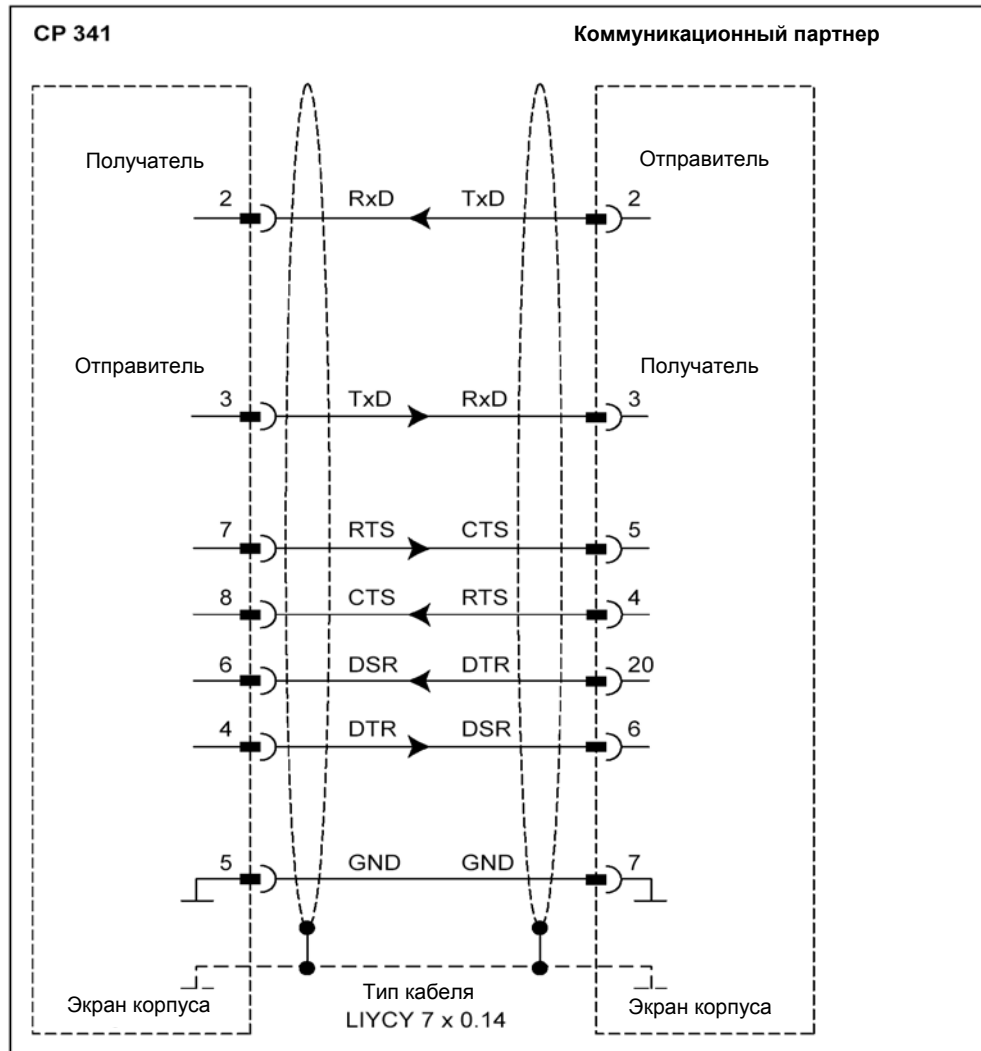 CP 341 Коммуникационный партнер
Получатель Отправитель
2 RxD TxD 2
Отправитель Получатель
3 TxD RxD 3
7 RTS CTS 5
8 CTS RTS 4
6 DSR DTR 20
4 DTR DSR 6
5 GND GND 7
Экран корпуса Тип кабеля Экран корпуса
LIYCY 7 x 0.14